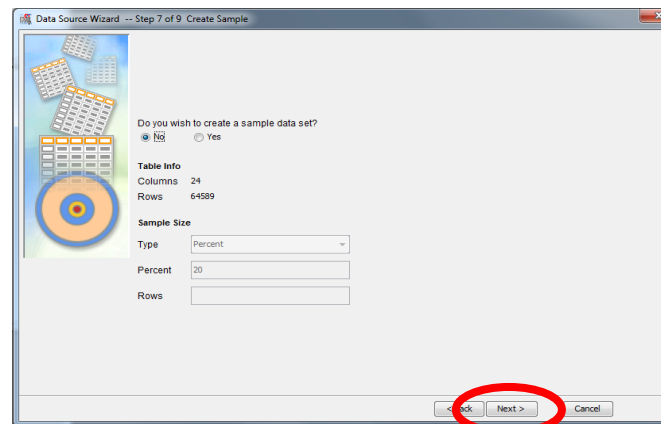 Data Source Wizard -- Step 7 of 9 Create Sample
Do you wish to create a sample data set?
No Yes
Table Info
Columns 24
Rows 64589
Sample Size
Type Percent
Percent 20
Rows
< Next > Cancel